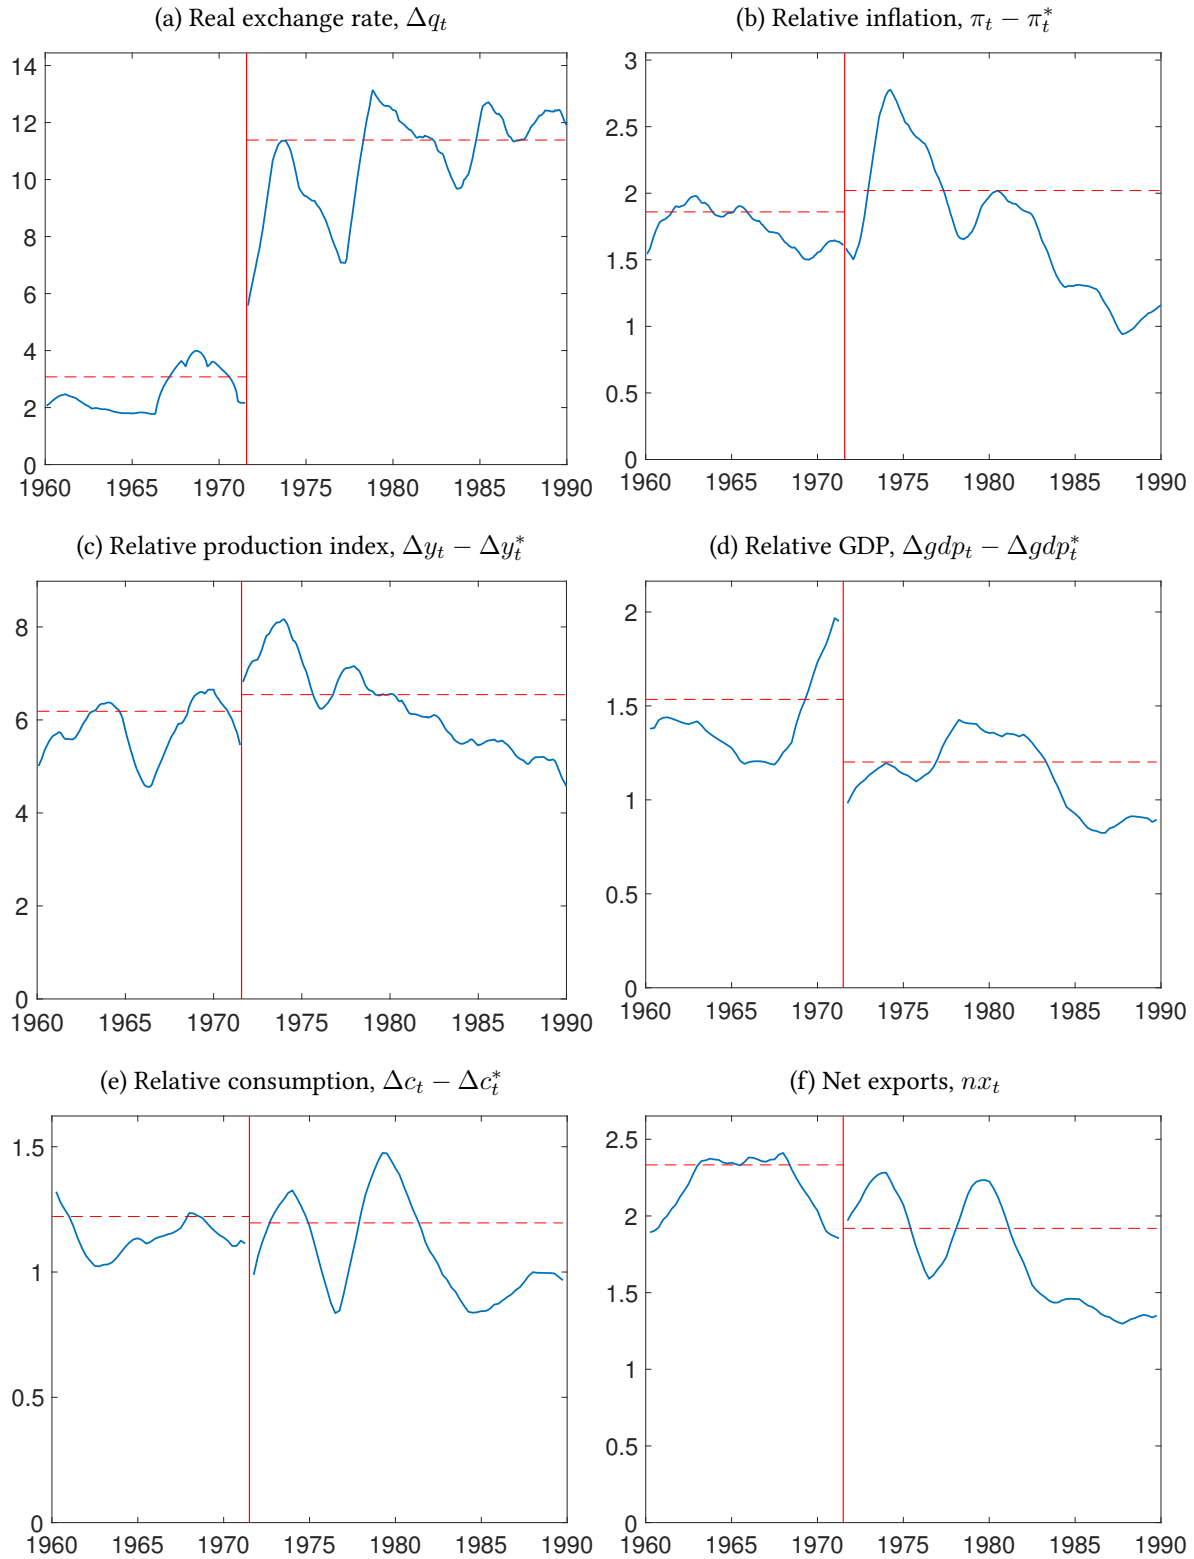 (a) Real exchange rate, Δq_t
14
12
10
8
6
4
2
0
1960 1965 1970 1975 1980 1985 1990
(b) Relative inflation, π_t − π_t^*
3
2.5
2
1.5
1
0.5
0
1960 1965 1970 1975 1980 1985 1990
(c) Relative production index, Δy_t − Δy_t^*
8
6
4
2
0
1960 1965 1970 1975 1980 1985 1990
(d) Relative GDP, Δgdp_t − Δgdp_t^*
2
1.5
1
0.5
0
1960 1965 1970 1975 1980 1985 1990
(e) Relative consumption, Δc_t − Δc_t^*
1.5
1
0.5
0
1960 1965 1970 1975 1980 1985 1990
(f) Net exports, nx_t
2.5
2
1.5
1
0.5
0
1960 1965 1970 1975 1980 1985 1990